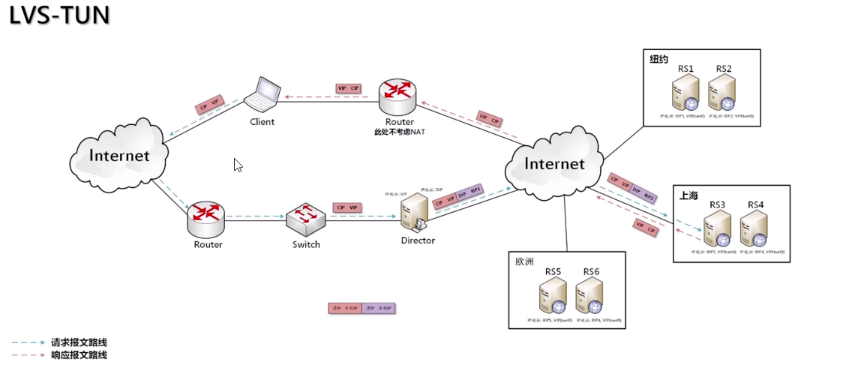 LVS-TUN
纽约
RS1 RS2
VIP CIP
CIP VIP
Client
Router
此处不考虑NAT
VIP CIP
Internet
Internet
CIP VIP DIP RIP3
上海
RS3 RS4
CIP VIP
CIP VIP DIP RIP3
VIP CIP
Router
Switch
Director
欧洲
RS5 RS6
请求报文路线
响应报文路线